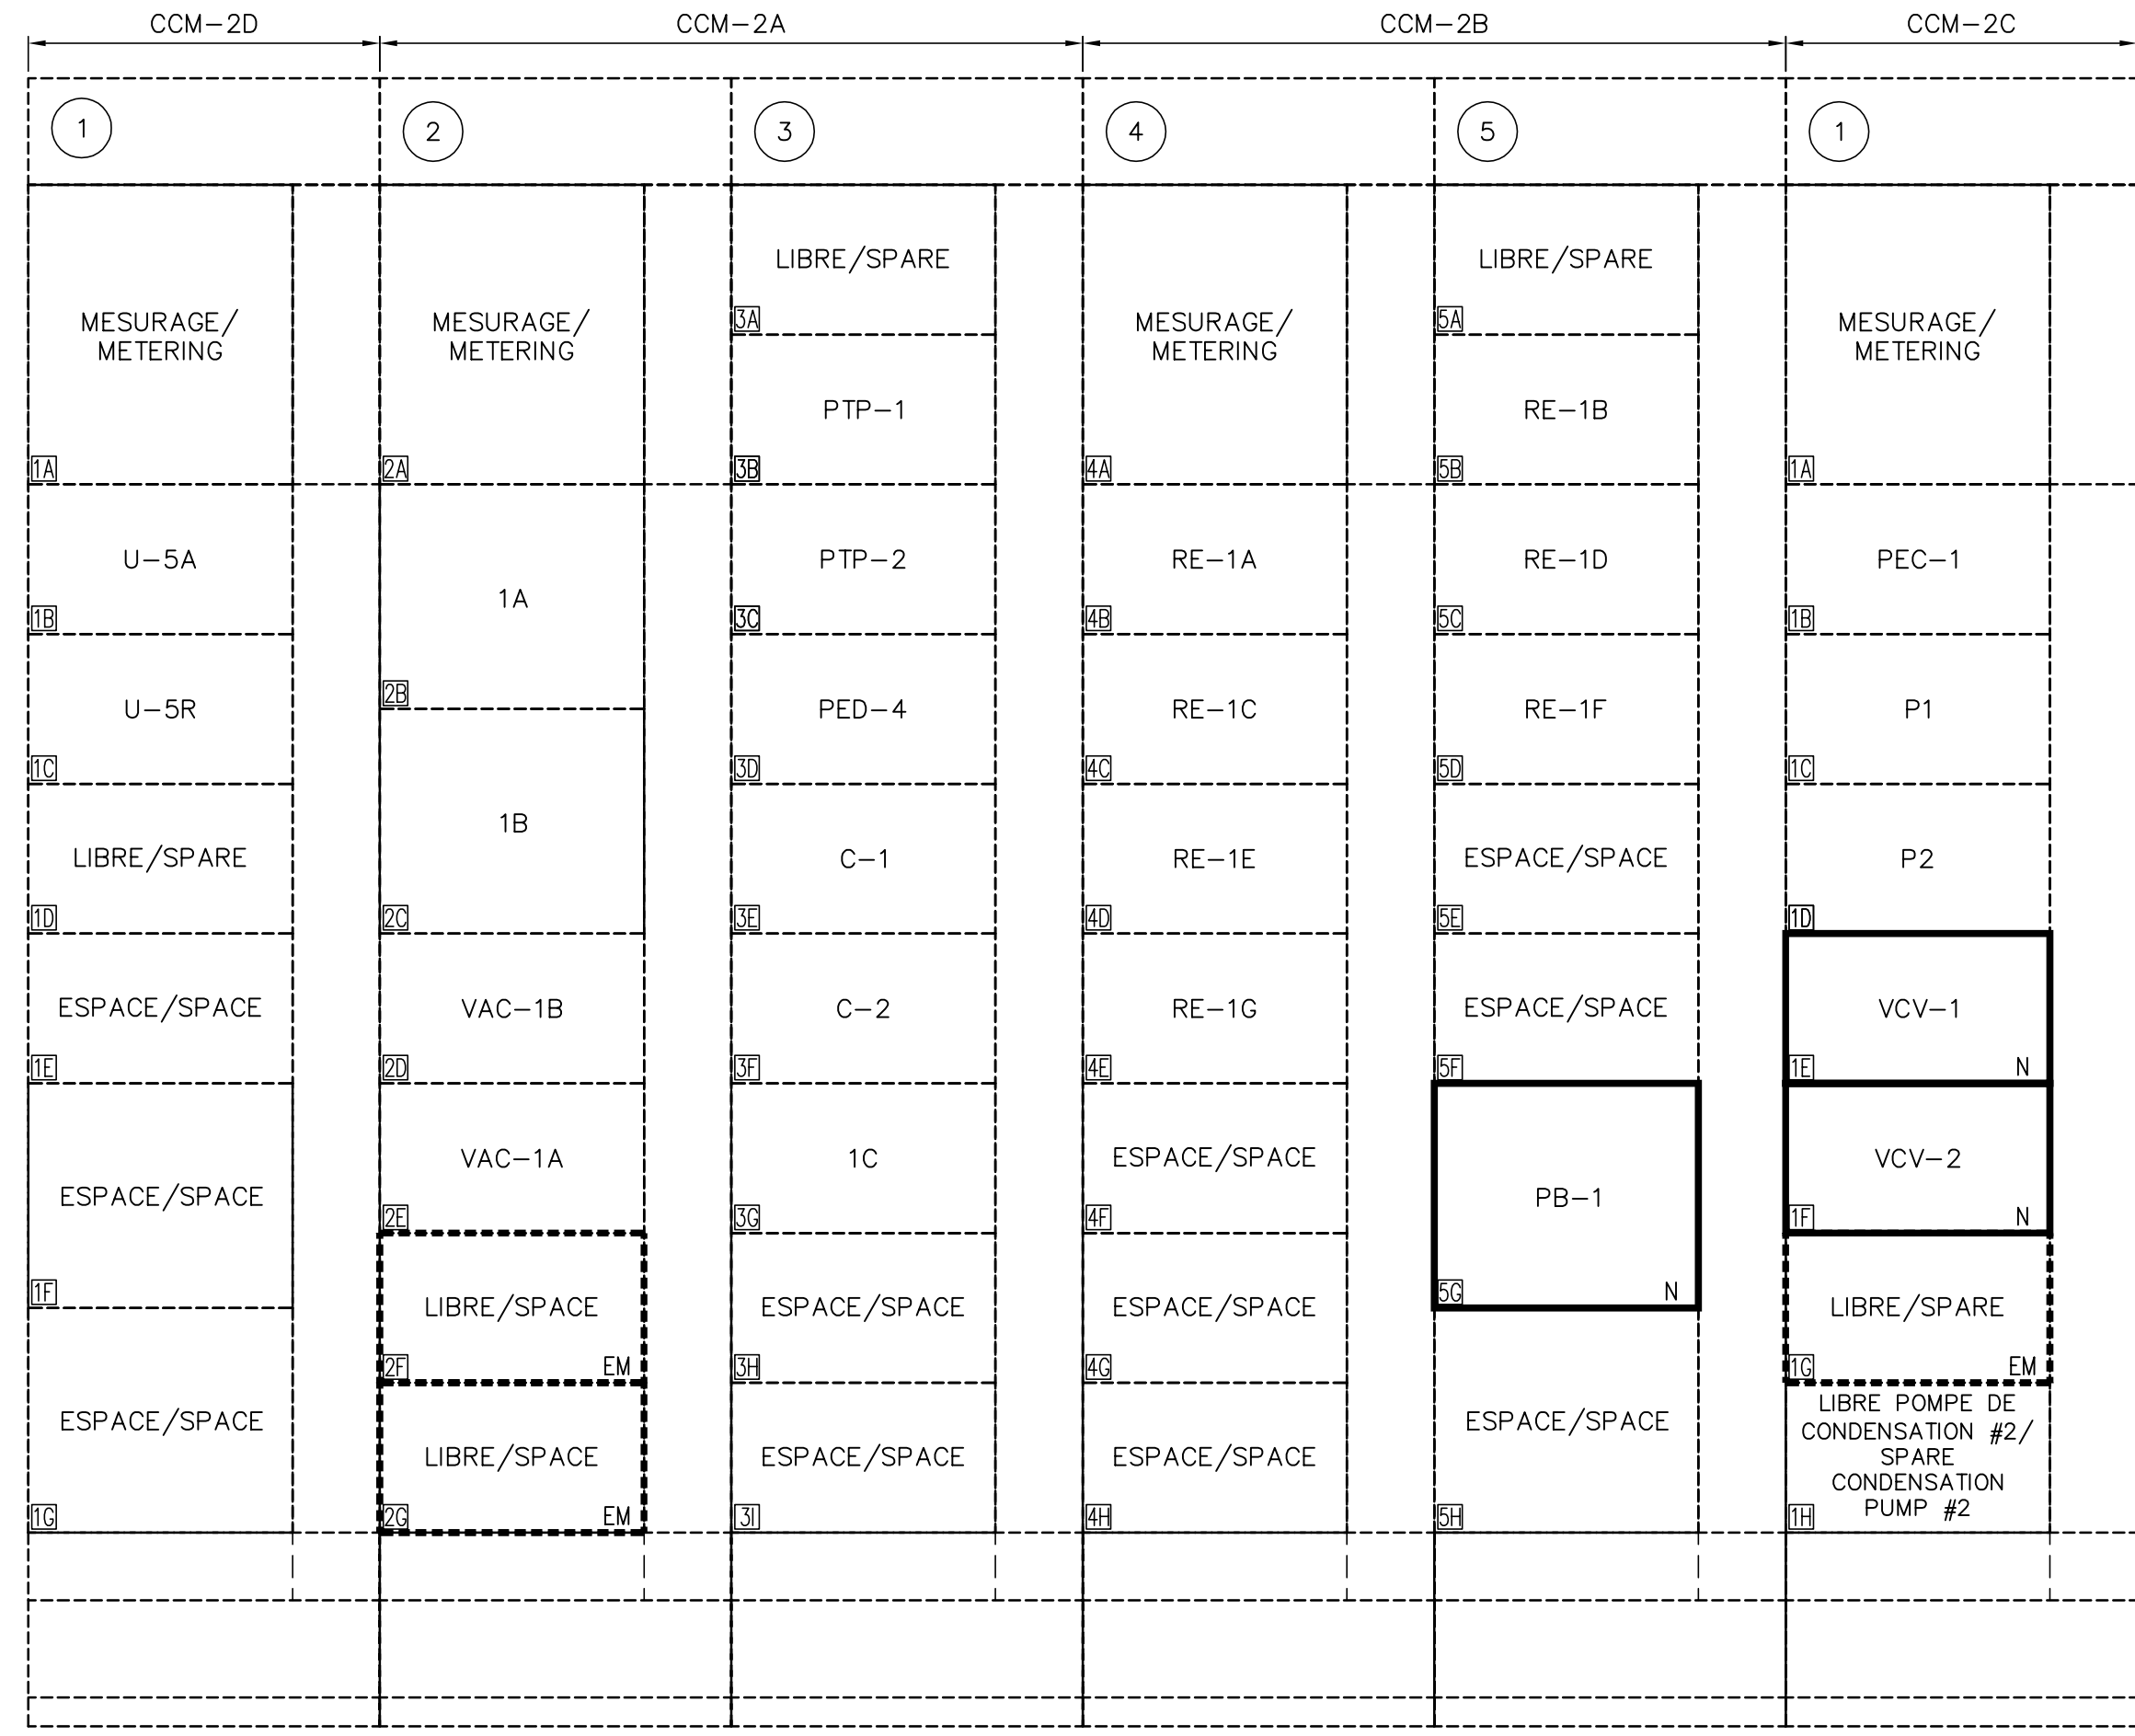 CCM-2D
CCM-2A
CCM-2B
CCM-2C
1
2
3
4
5
1
MESURAGE/
METERING
1A
U-5A
1B
U-5R
1C
LIBRE/SPARE
1D
ESPACE/SPACE
1E
ESPACE/SPACE
1F
ESPACE/SPACE
1G
MESURAGE/
METERING
2A
1A
2B
1B
2C
VAC-1B
2D
VAC-1A
2E
LIBRE/SPACE
2F EM
LIBRE/SPACE
2G EM
LIBRE/SPARE
3A
PTP-1
3B
PTP-2
3C
PED-4
3D
C-1
3E
C-2
3F
1C
3G
ESPACE/SPACE
3H
ESPACE/SPACE
3I
MESURAGE/
METERING
4A
RE-1A
4B
RE-1C
4C
RE-1E
4D
RE-1G
4E
ESPACE/SPACE
4F
ESPACE/SPACE
4G
ESPACE/SPACE
4H
LIBRE/SPARE
5A
RE-1B
5B
RE-1D
5C
RE-1F
5D
ESPACE/SPACE
5E
ESPACE/SPACE
5F
PB-1
5G N
ESPACE/SPACE
5H
MESURAGE/
METERING
1A
PEC-1
1B
P1
1C
P2
1D
VCV-1
1E N
VCV-2
1F N
LIBRE/SPARE
1G EM
LIBRE POMPE DE
CONDENSATION #2/
SPARE
CONDENSATION
PUMP #2
1H